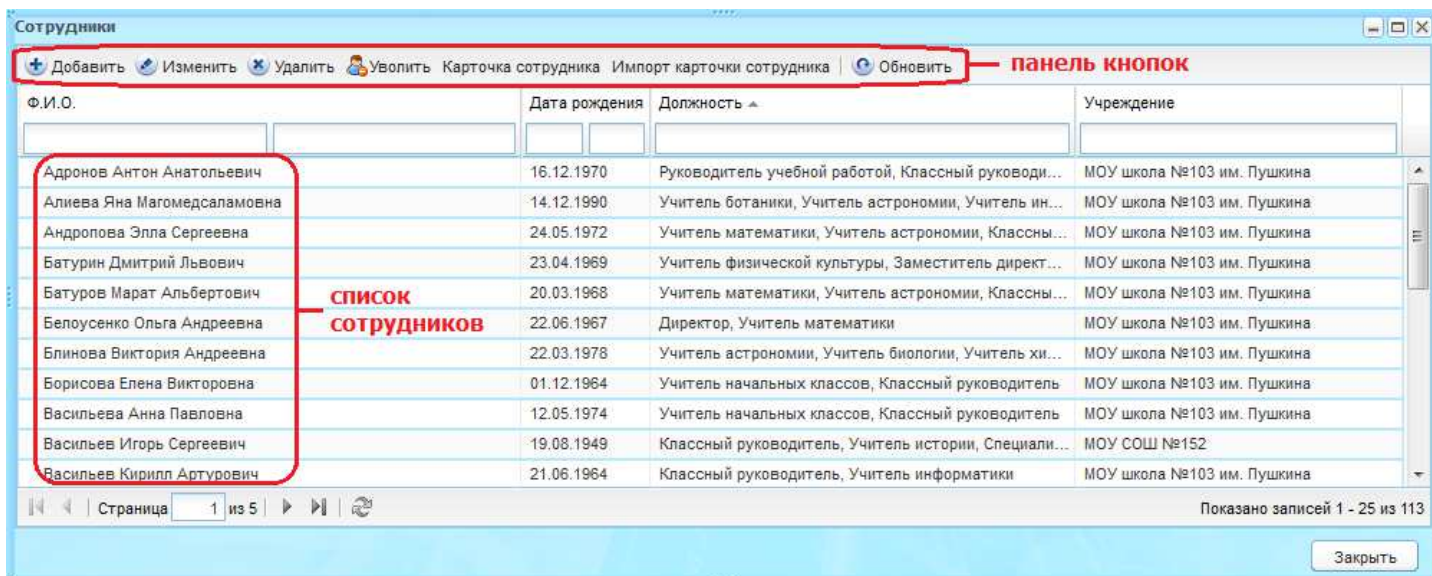 Сотрудники
Добавить Изменить Удалить Уволить Карточка сотрудника Импорт карточки сотрудника Обновить панель кнопок
Ф.И.О. Дата рождения Должность Учреждение
Адронов Антон Анатольевич 16.12.1970 Руководитель учебной работой, Классный руководи... МОУ школа №103 им. Пушкина
Алиева Яна Магомедсаламовна 14.12.1990 Учитель ботаники, Учитель астрономии, Учитель ин... МОУ школа №103 им. Пушкина
Андропова Элла Сергеевна 24.05.1972 Учитель математики, Учитель астрономии, Классны... МОУ школа №103 им. Пушкина
Батурин Дмитрий Львович 23.04.1969 Учитель физической культуры, Заместитель директ... МОУ школа №103 им. Пушкина
Батуров Марат Альбертович 20.03.1968 Учитель математики, Учитель астрономии, Классны... МОУ школа №103 им. Пушкина
список
сотрудников
Белоусенко Ольга Андреевна 22.06.1967 Директор, Учитель математики МОУ школа №103 им. Пушкина
Блинова Виктория Андреевна 22.03.1978 Учитель астрономии, Учитель биологии, Учитель хи... МОУ школа №103 им. Пушкина
Борисова Елена Викторовна 01.12.1964 Учитель начальных классов, Классный руководитель МОУ школа №103 им. Пушкина
Васильева Анна Павловна 12.05.1974 Учитель начальных классов, Классный руководитель МОУ школа №103 им. Пушкина
Васильев Игорь Сергеевич 19.08.1949 Классный руководитель, Учитель истории, Специали... МОУ СОШ №152
Васильев Кирилл Артурович 21.06.1964 Классный руководитель, Учитель информатики МОУ школа №103 им. Пушкина
Страница 1 из 5 Показано записей 1 - 25 из 113
Закрыть